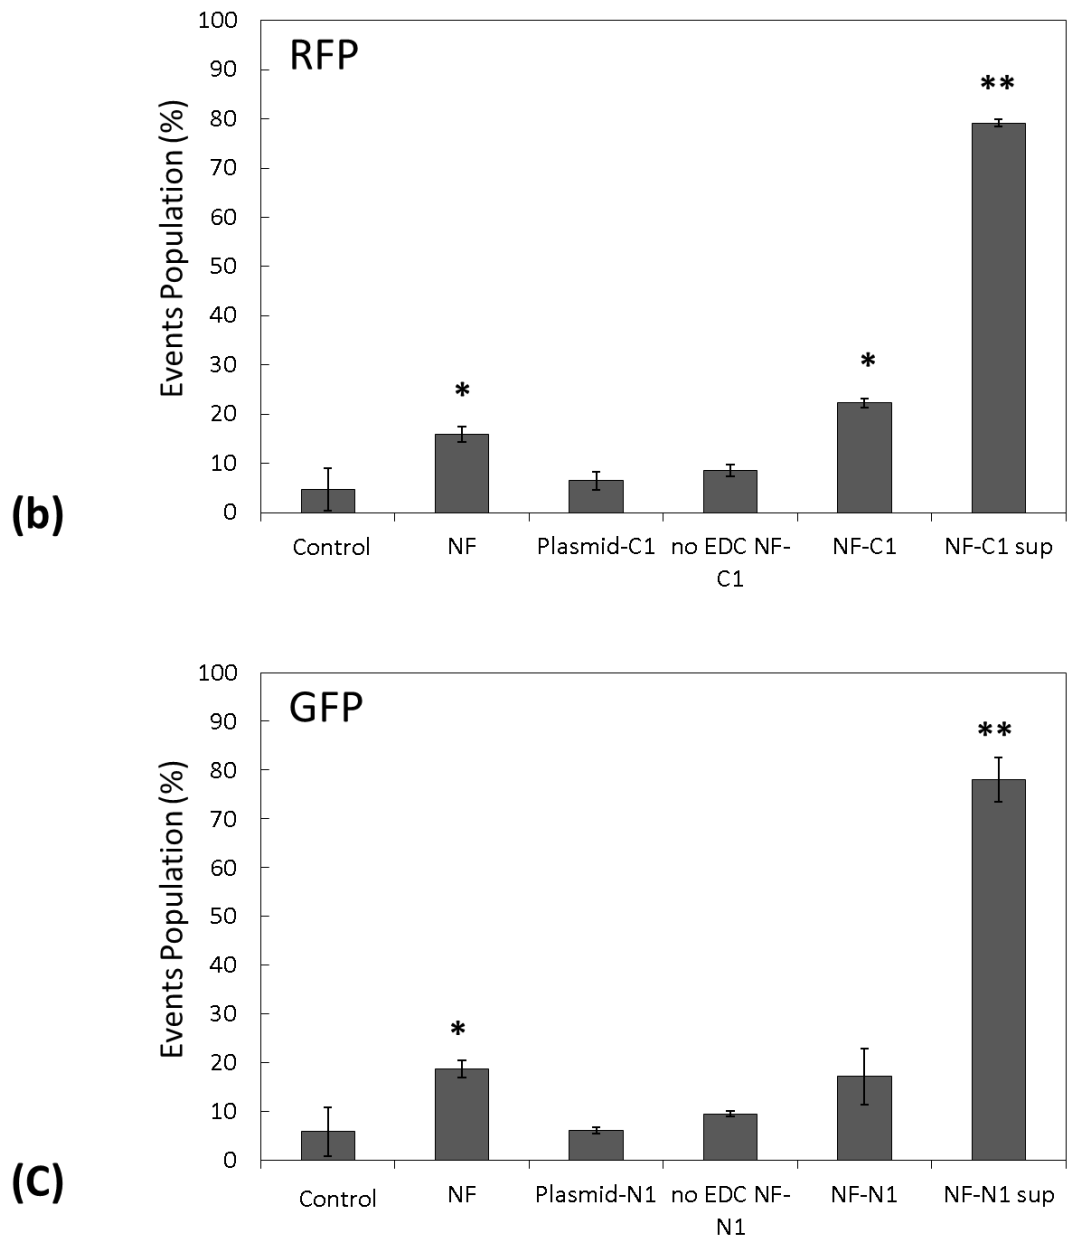 100
RFP
**
90
80
70
60
50
40
30
20
10
0
Events Population (%)
*
*
(b)
Control NF Plasmid-C1 no EDC NF- NF-C1 NF-C1 sup
C1
100
GFP
**
90
80
70
60
50
40
30
20
10
0
Events Population (%)
*
(C)
Control NF Plasmid-N1 no EDC NF- NF-N1 NF-N1 sup
N1